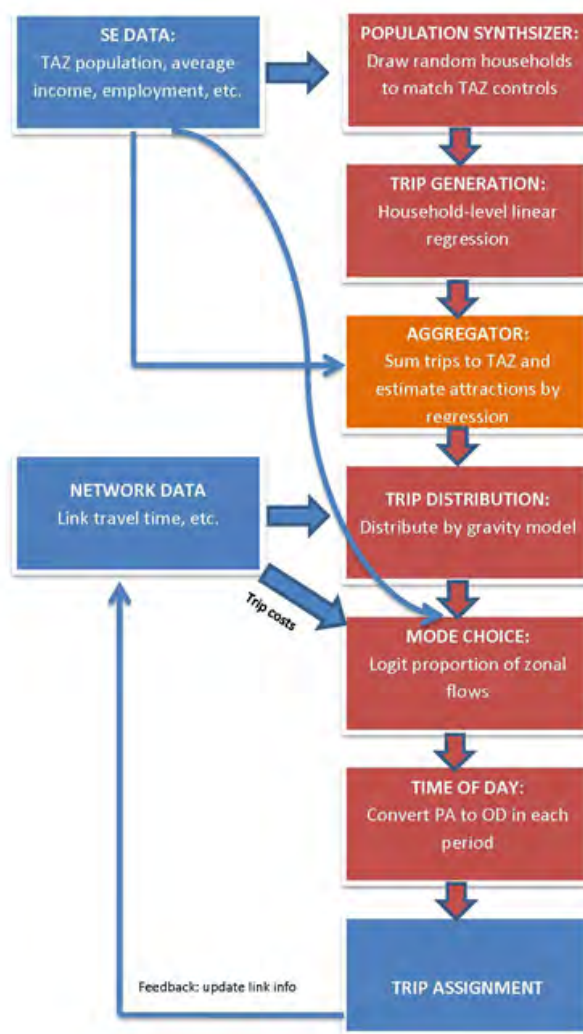 SE DATA:
TAZ population, average
income, employment, etc.
POPULATION SYNTHSIZER:
Draw random households
to match TAZ controls
TRIP GENERATION:
Household-level linear
regression
AGGREGATOR:
Sum trips to TAZ and
estimate attractions by
regression
NETWORK DATA
Link travel time, etc.
TRIP DISTRIBUTION:
Distribute by gravity model
Trip costs
MODE CHOICE:
Logit proportion of zonal
flows
TIME OF DAY:
Convert PA to OD in each
period
Feedback: update link info
TRIP ASSIGNMENT